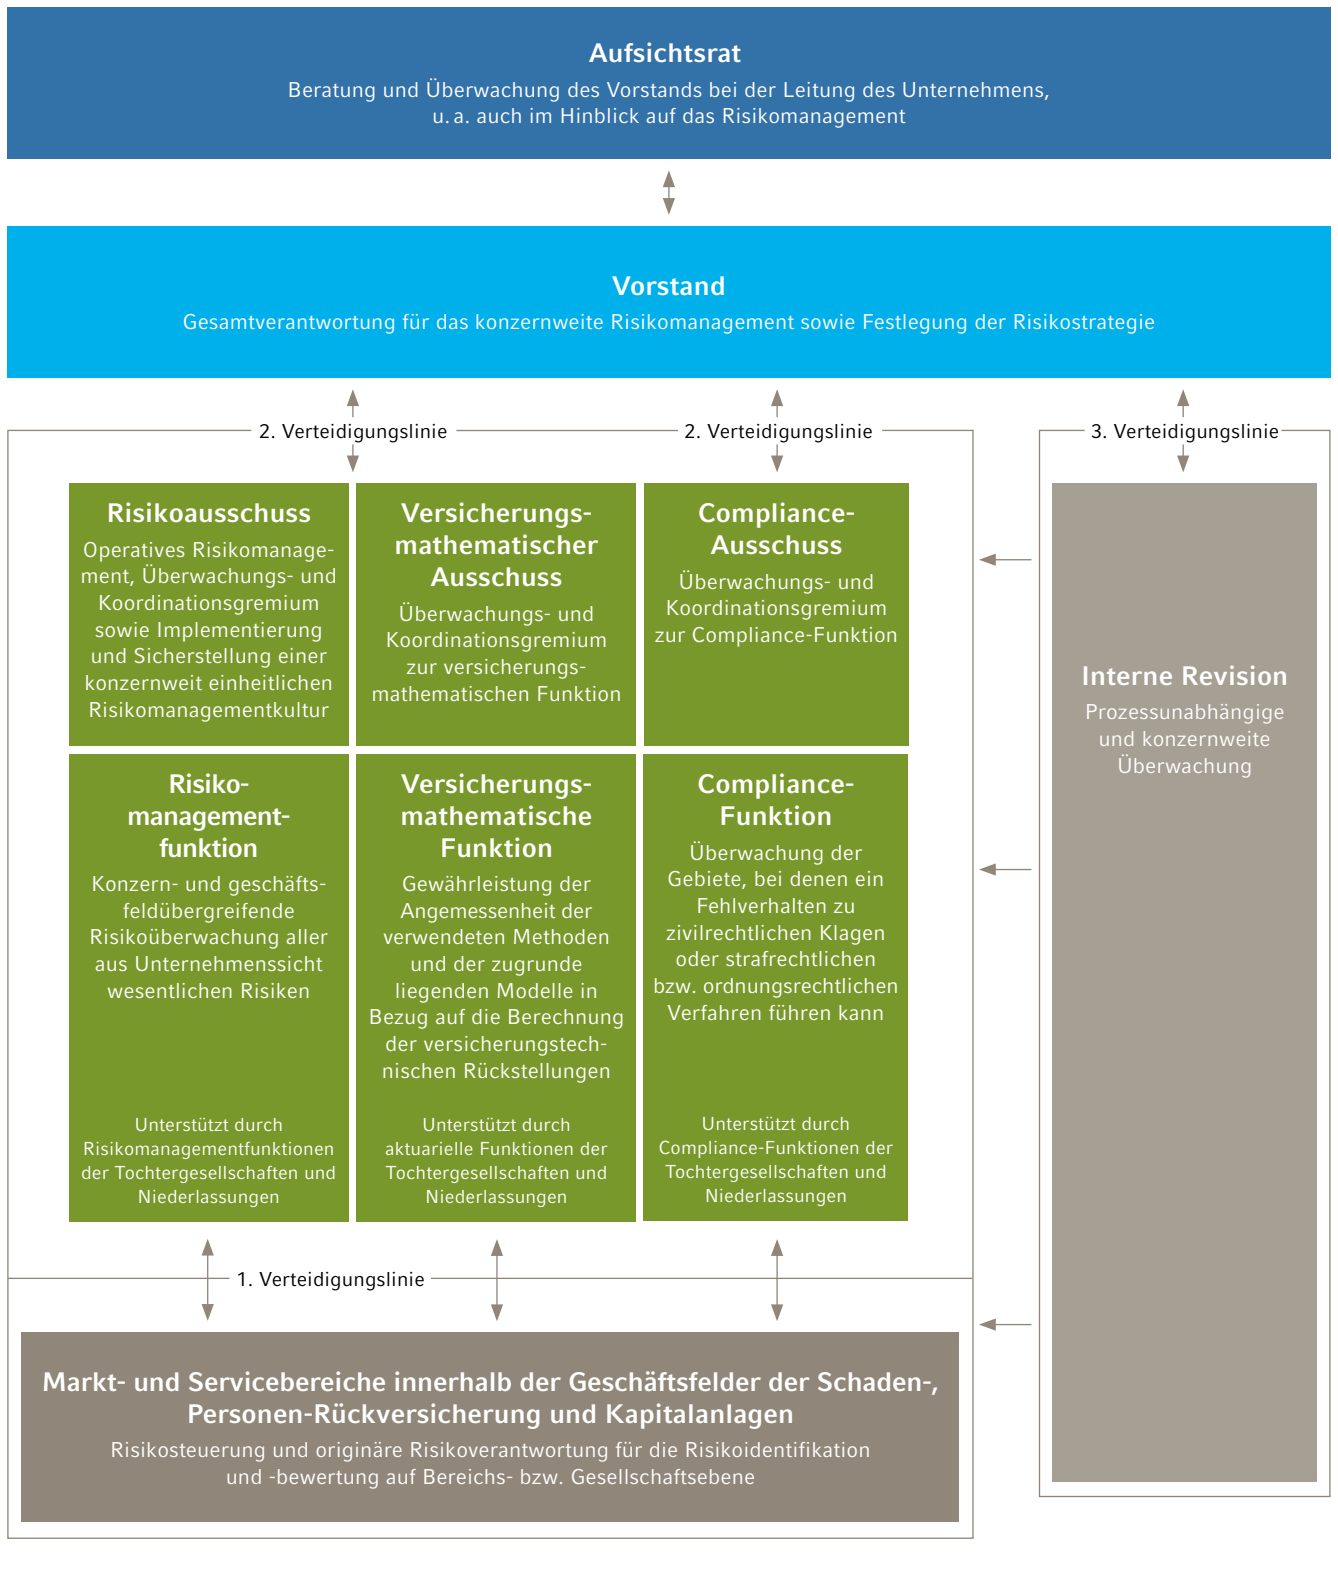 Aufsichtsrat
Beratung und Überwachung des Vorstands bei der Leitung des Unternehmens,
u. a. auch im Hinblick auf das Risikomanagement
Vorstand
Gesamtverantwortung für das konzernweite Risikomanagement sowie Festlegung der Risikostrategie
2. Verteidigungslinie
2. Verteidigungslinie
3. Verteidigungslinie
Risikoausschuss
Operatives Risikomanage-
ment, Überwachungs- und
Koordinationsgremium
sowie Implementierung
und Sicherstellung einer
konzernweit einheitlichen
Risikomanagementkultur
Versicherungs-
mathematischer
Ausschuss
Überwachungs- und
Koordinationsgremium
zur versicherungs-
mathematischen Funktion
Compliance-
Ausschuss
Überwachungs- und
Koordinationsgremium
zur Compliance-Funktion
Interne Revision
Prozessunabhängige
und konzernweite
Überwachung
Risiko-
management-
funktion
Konzern- und geschäfts-
feldübergreifende
Risikoüberwachung aller
aus Unternehmenssicht
wesentlichen Risiken
Unterstützt durch
Risikomanagementfunktionen
der Tochtergesellschaften und
Niederlassungen
Versicherungs-
mathematische
Funktion
Gewährleistung der
Angemessenheit der
verwendeten Methoden
und der zugrunde
liegenden Modelle in
Bezug auf die Berechnung
der versicherungstech-
nischen Rückstellungen
Unterstützt durch
aktuarielle Funktionen der
Tochtergesellschaften und
Niederlassungen
Compliance-
Funktion
Überwachung der
Gebiete, bei denen ein
Fehlverhalten zu
zivilrechtlichen Klagen
oder strafrechtlichen
bzw. ordnungsrechtlichen
Verfahren führen kann
Unterstützt durch
Compliance-Funktionen der
Tochtergesellschaften und
Niederlassungen
1. Verteidigungslinie
Markt- und Servicebereiche innerhalb der Geschäftsfelder der Schaden-,
Personen-Rückversicherung und Kapitalanlagen
Risikosteuerung und originäre Risikoverantwortung für die Risikoidentifikation
und -bewertung auf Bereichs- bzw. Gesellschaftsebene